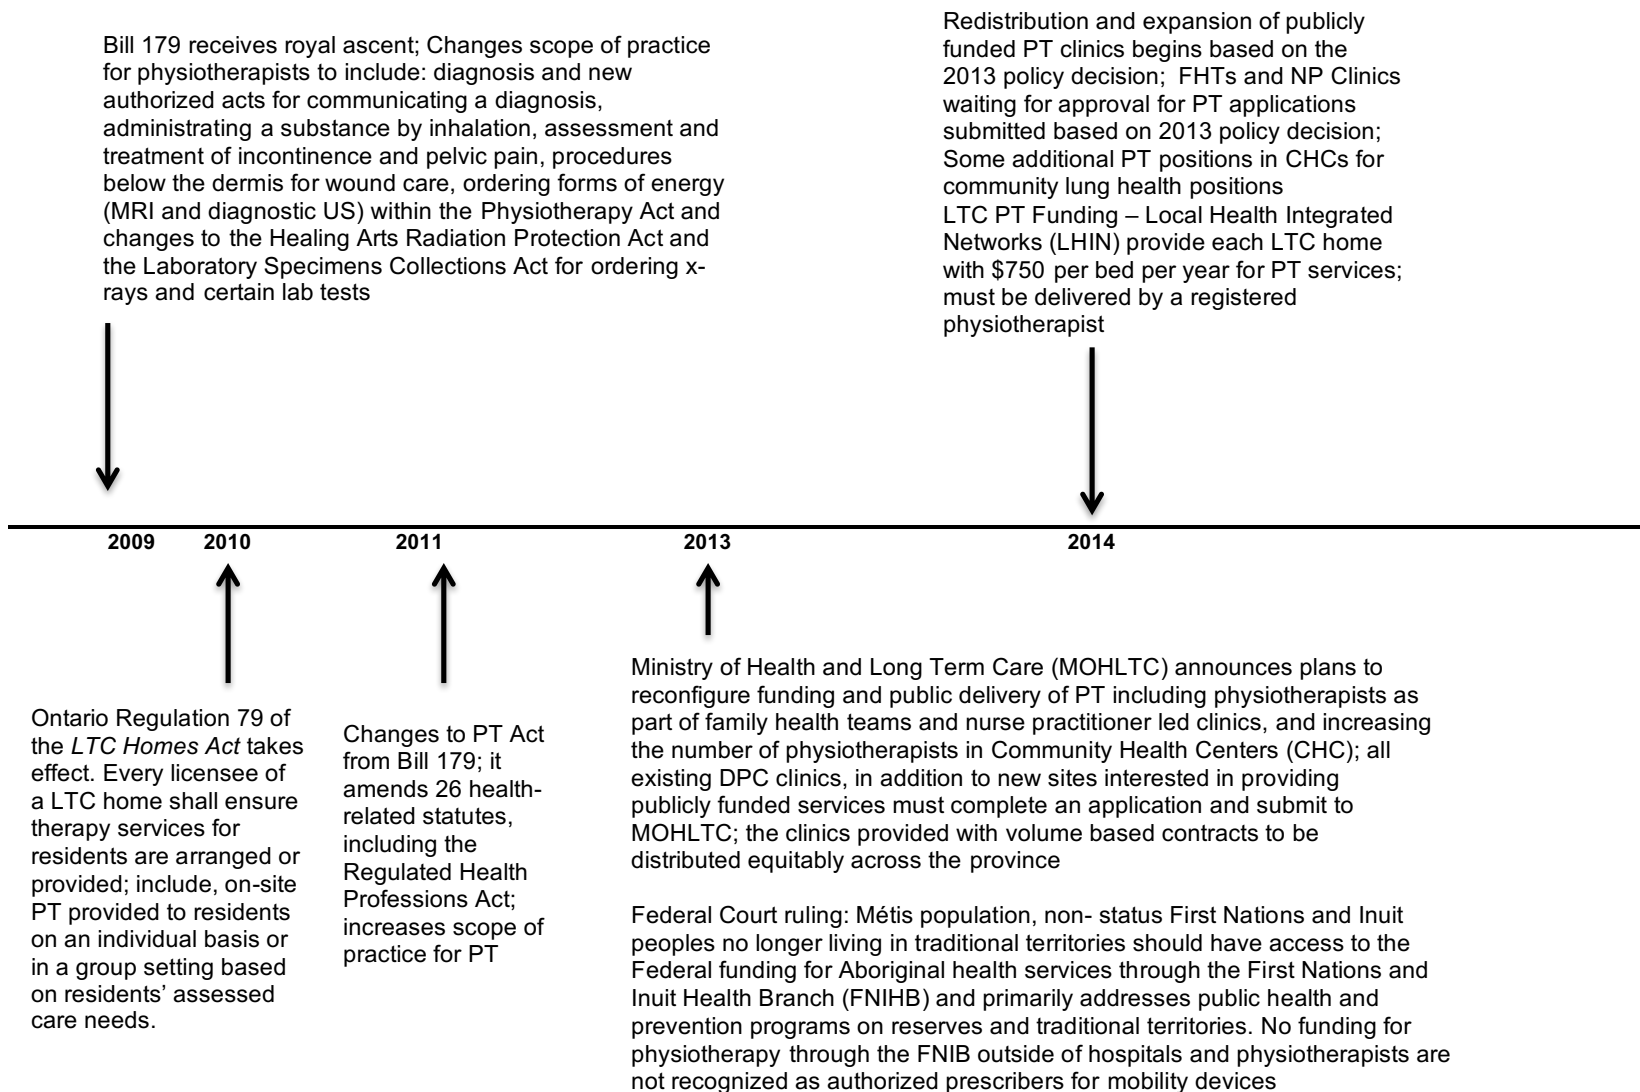 Bill 179 receives royal ascent; Changes scope of practice
for physiotherapists to include: diagnosis and new
authorized acts for communicating a diagnosis,
administrating a substance by inhalation, assessment and
treatment of incontinence and pelvic pain, procedures
below the dermis for wound care, ordering forms of energy
(MRI and diagnostic US) within the Physiotherapy Act and
changes to the Healing Arts Radiation Protection Act and
the Laboratory Specimens Collections Act for ordering x-
rays and certain lab tests
Redistribution and expansion of publicly
funded PT clinics begins based on the
2013 policy decision;  FHTs and NP Clinics
waiting for approval for PT applications
submitted based on 2013 policy decision;
Some additional PT positions in CHCs for
community lung health positions
LTC PT Funding – Local Health Integrated
Networks (LHIN) provide each LTC home
with $750 per bed per year for PT services;
must be delivered by a registered
physiotherapist
2009 2010 2011 2013 2014
Ontario Regulation 79 of
the LTC Homes Act takes
effect. Every licensee of
a LTC home shall ensure
therapy services for
residents are arranged or
provided; include, on-site
PT provided to residents
on an individual basis or
in a group setting based
on residents’ assessed
care needs.
Changes to PT Act
from Bill 179; it
amends 26 health-
related statutes,
including the
Regulated Health
Professions Act;
increases scope of
practice for PT
Ministry of Health and Long Term Care (MOHLTC) announces plans to
reconfigure funding and public delivery of PT including physiotherapists as
part of family health teams and nurse practitioner led clinics, and increasing
the number of physiotherapists in Community Health Centers (CHC); all
existing DPC clinics, in addition to new sites interested in providing
publicly funded services must complete an application and submit to
MOHLTC; the clinics provided with volume based contracts to be
distributed equitably across the province
Federal Court ruling: Métis population, non- status First Nations and Inuit
peoples no longer living in traditional territories should have access to the
Federal funding for Aboriginal health services through the First Nations and
Inuit Health Branch (FNIHB) and primarily addresses public health and
prevention programs on reserves and traditional territories. No funding for
physiotherapy through the FNIB outside of hospitals and physiotherapists are
not recognized as authorized prescribers for mobility devices